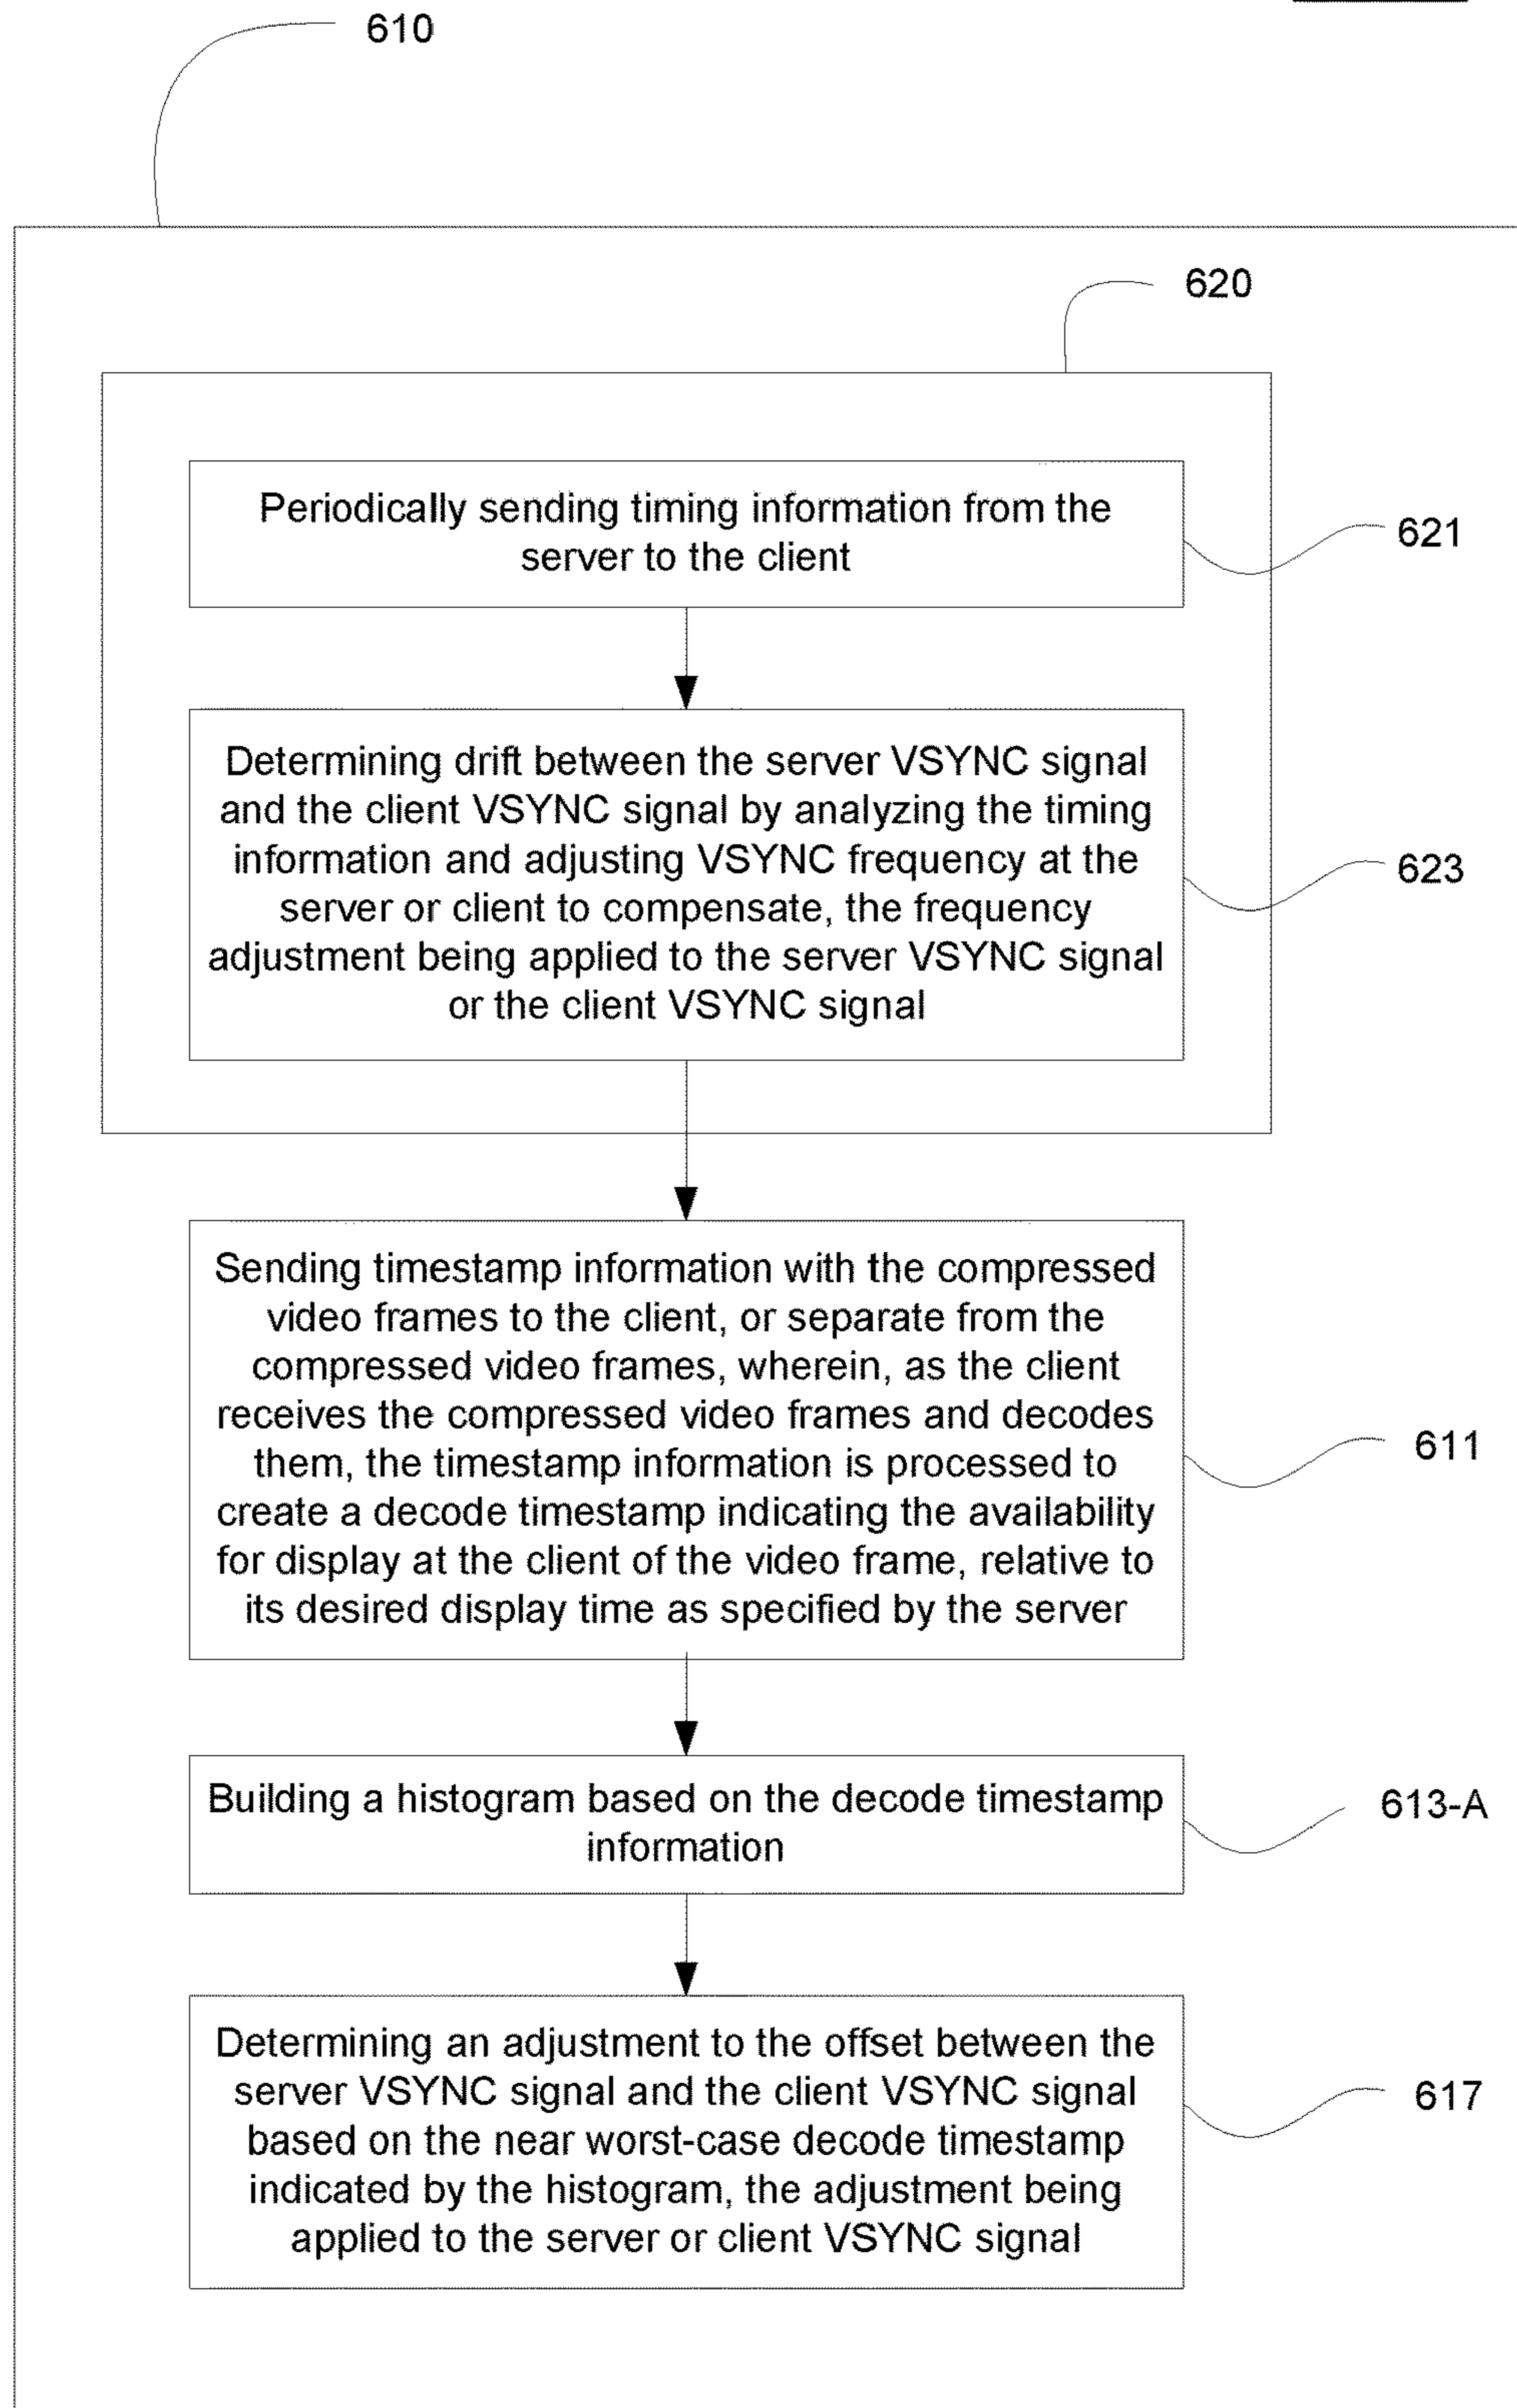 610
620
Periodically sending timing information from the
server to the client
621
Determining drift between the server VSYNC signal
and the client VSYNC signal by analyzing the timing
information and adjusting VSYNC frequency at the
server or client to compensate, the frequency
adjustment being applied to the server VSYNC signal
or the client VSYNC signal
623
Sending timestamp information with the compressed
video frames to the client, or separate from the
compressed video frames, wherein, as the client
receives the compressed video frames and decodes
them, the timestamp information is processed to
create a decode timestamp indicating the availability
for display at the client of the video frame, relative to
its desired display time as specified by the server
611
Building a histogram based on the decode timestamp
information
613-A
Determining an adjustment to the offset between the
server VSYNC signal and the client VSYNC signal
based on the near worst-case decode timestamp
indicated by the histogram, the adjustment being
applied to the server or client VSYNC signal
617